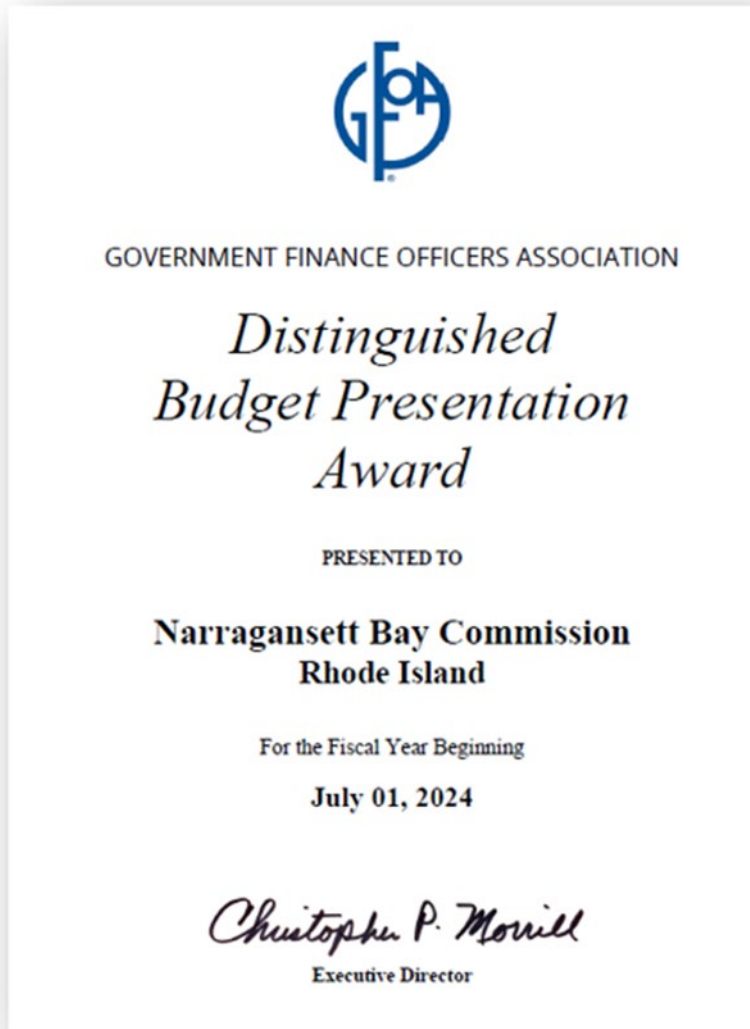 GFOA
GOVERNMENT FINANCE OFFICERS ASSOCIATION
Distinguished
Budget Presentation
Award
PRESENTED TO
Narragansett Bay Commission
Rhode Island
For the Fiscal Year Beginning
July 01, 2024
Christopher P. Morrill
Executive Director